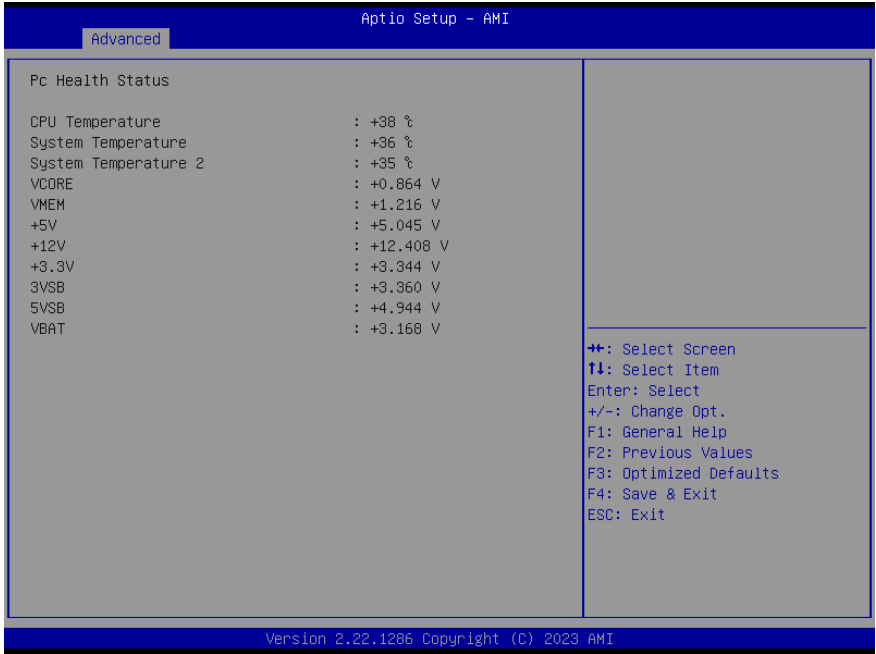 Aptio Setup – AMI
Advanced
Pc Health Status
CPU Temperature : +38 ℃
System Temperature : +36 ℃
System Temperature 2 : +35 ℃
VCORE : +0.864 V
VMEM : +1.216 V
+5V : +5.045 V
+12V : +12.408 V
+3.3V : +3.344 V
3VSB : +3.360 V
5VSB : +4.944 V
VBAT : +3.168 V
→←: Select Screen
↑↓: Select Item
Enter: Select
+/-: Change Opt.
F1: General Help
F2: Previous Values
F3: Optimized Defaults
F4: Save & Exit
ESC: Exit
Version 2.22.1286 Copyright (C) 2023 AMI